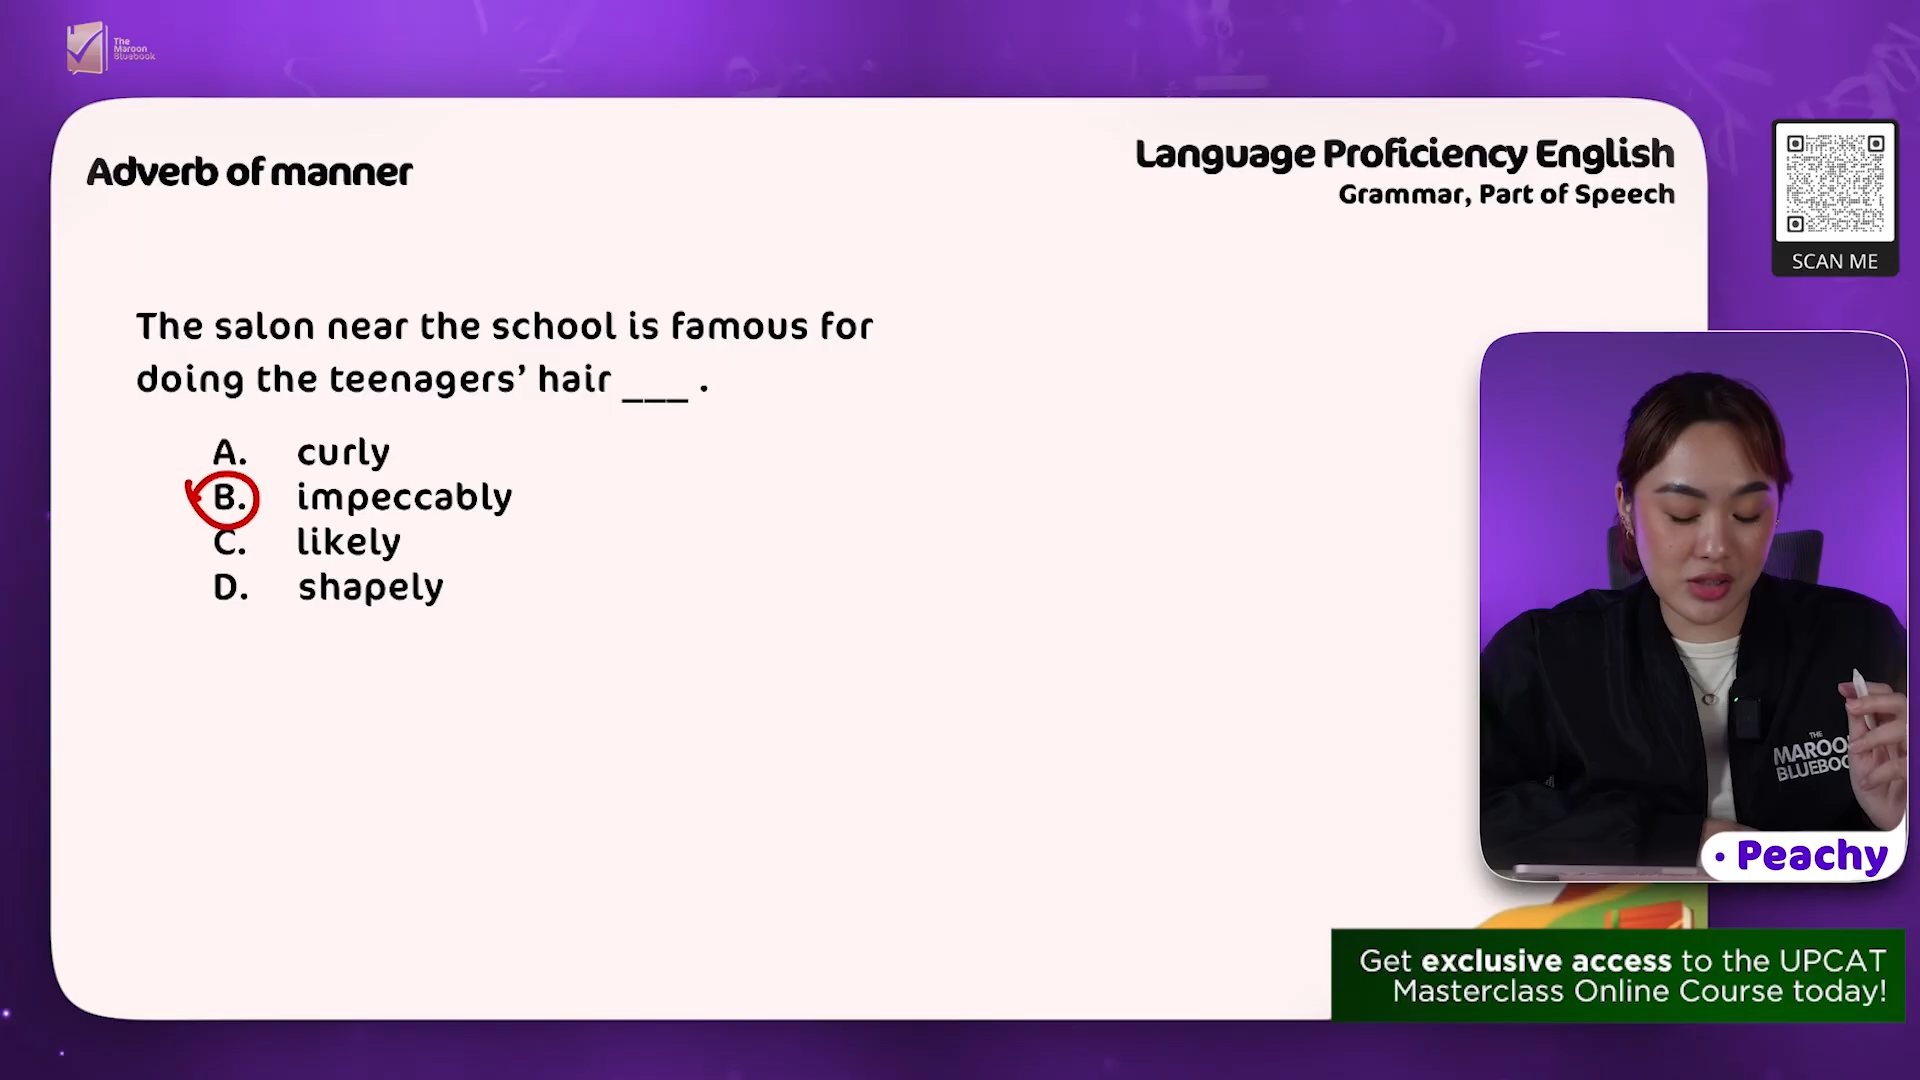 The
Maroon
Bluebook
Adverb of manner
Language Proficiency English
Grammar, Part of Speech
SCAN ME
The salon near the school is famous for
doing the teenagers’ hair ___ .
A. curly
B. impeccably
C. likely
D. shapely
THE
MAROO
BLUEBOO
• Peachy
Get exclusive access to the UPCAT
Masterclass Online Course today!